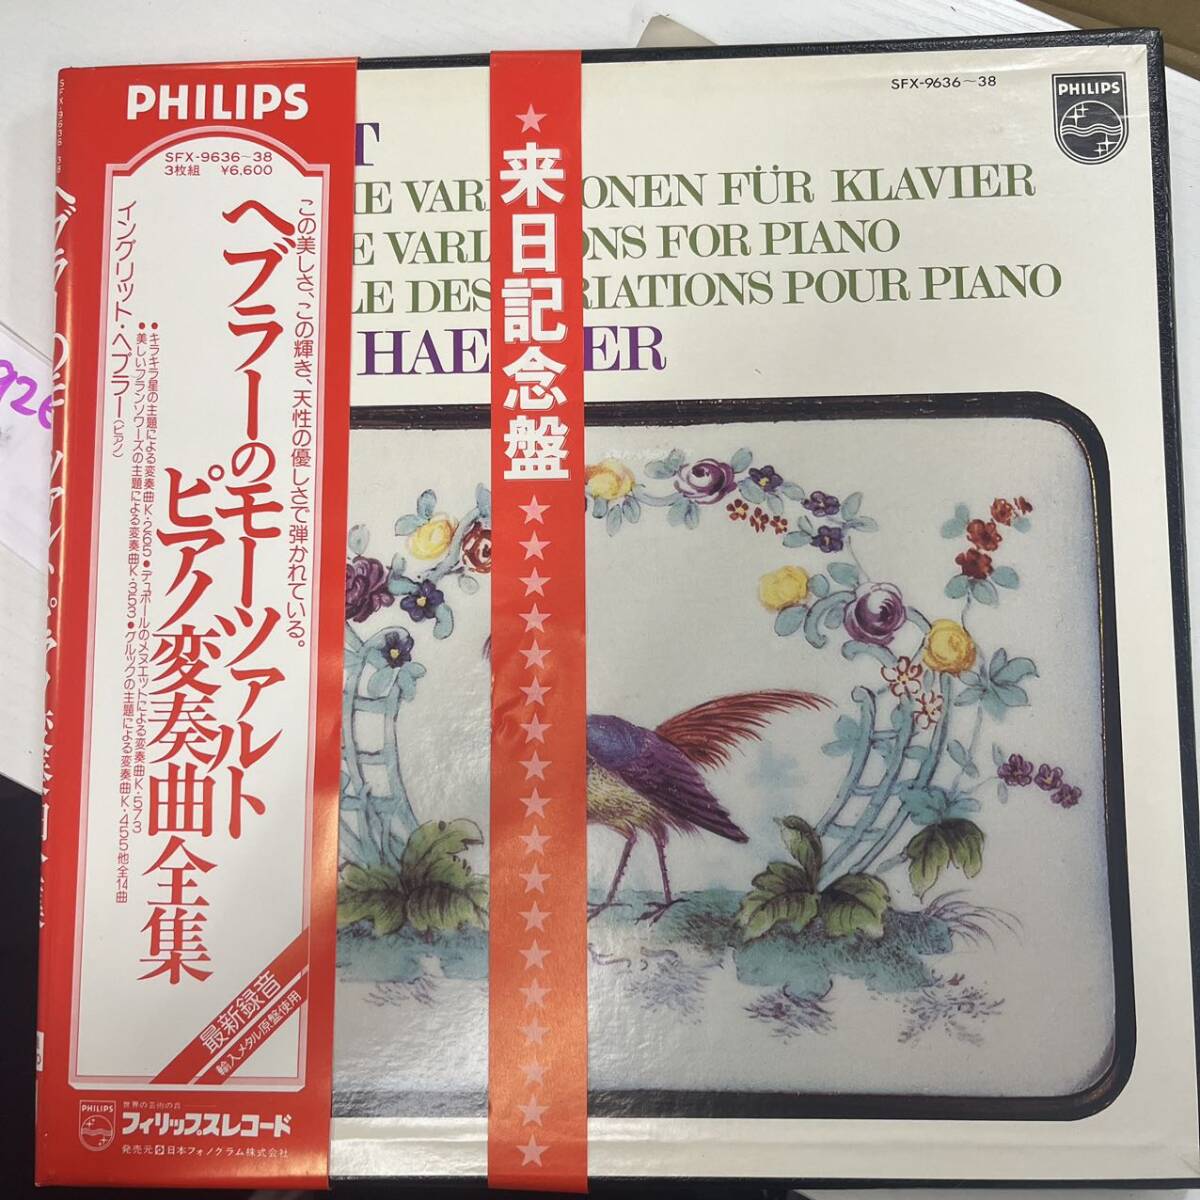 PHILIPS
SFX-9636~38
3枚組 ¥6,600
この美しさ、この輝き、天性の優しさで弾かれている。
ヘブラーのモーツァルト
ピアノ変奏曲全集
●キラキラ星の主題による変奏曲K・265●デュポールのメヌエットによる変奏曲K・573
●美しいフランソワーズの主題による変奏曲K・353●グルックの主題による変奏曲K・455他全14曲
イングリット・ヘブラー(ピアノ)
最新録音
輸入メタル原盤使用
PHILIPS
世界の芸術の音
フィリップスレコード
発売元 日本フォノグラム株式会社
SFX-9636 38
来日記念盤
SFX-9636~38
PHILIPS
T
IE VARI ONEN FÜR KLAVIER
E VARI ONS FOR PIANO
LE DES RIATIONS POUR PIANO
HAE ER
926